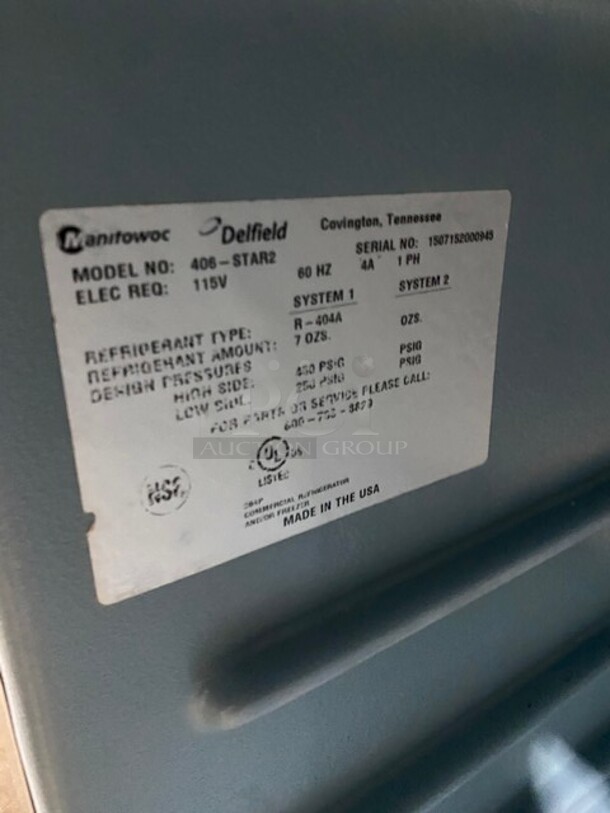 Manitowoc Delfield Covington, Tennessee
MODEL NO: 406-STAR2 SERIAL NO: 1507152000945
ELEC REQ: 115V 60 HZ 4A 1 PH
SYSTEM 1 SYSTEM 2
REFRIGERANT TYPE: R-404A
REFRIGERANT AMOUNT: 7 OZS. OZS.
DESIGN PRESSURES
HIGH SIDE: 450 PSIG PSIG
LOW SIDE: 250 PSIG PSIG
FOR PARTS OR SERVICE PLEASE CALL:
AUCTION GROUP
NSF
C UL US
LISTED
COMMERCIAL REFRIGERATOR
AND/OR FREEZER
MADE IN THE USA